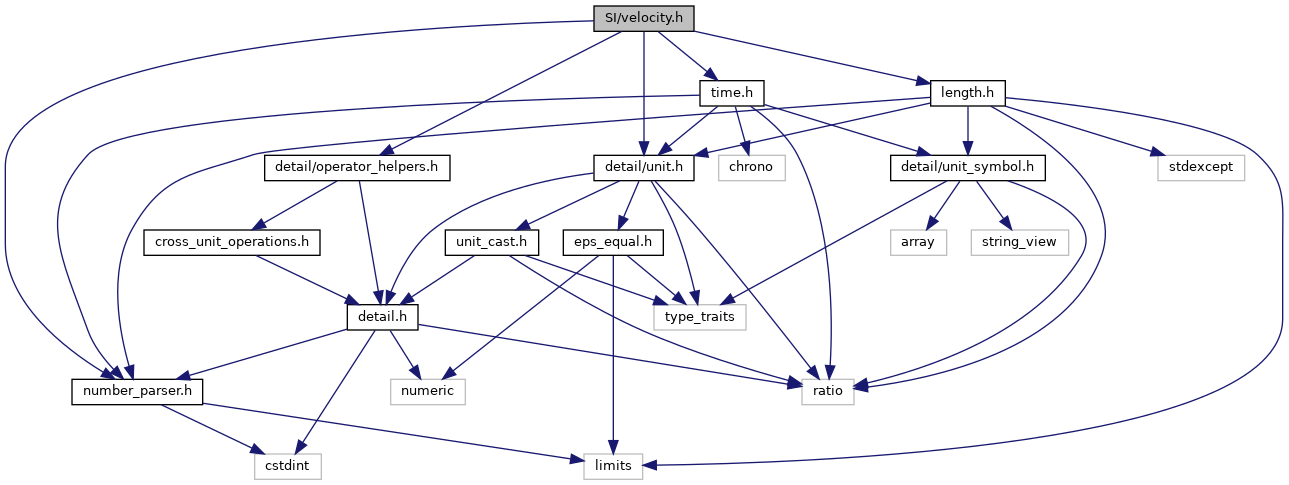 SI/velocity.h
time.h
length.h
detail/operator_helpers.h
detail/unit.h
chrono
detail/unit_symbol.h
stdexcept
cross_unit_operations.h
unit_cast.h
eps_equal.h
array
string_view
detail.h
type_traits
number_parser.h
numeric
ratio
cstdint
limits